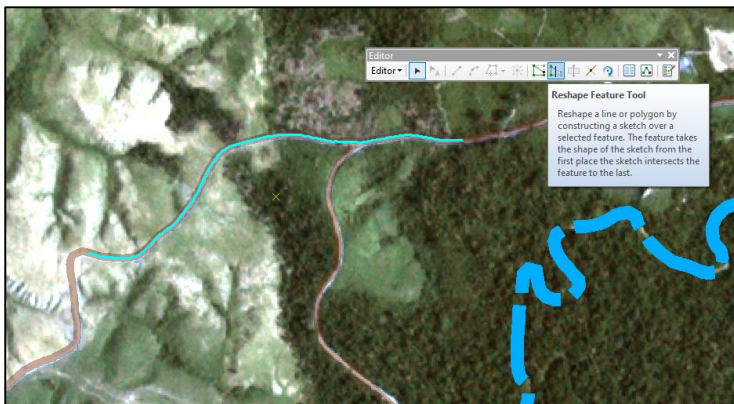 Editor
Editor
Reshape Feature Tool
Reshape a line or polygon by
constructing a sketch over a
selected feature. The feature takes
the shape of the sketch from the
first place the sketch intersects the
feature to the last.